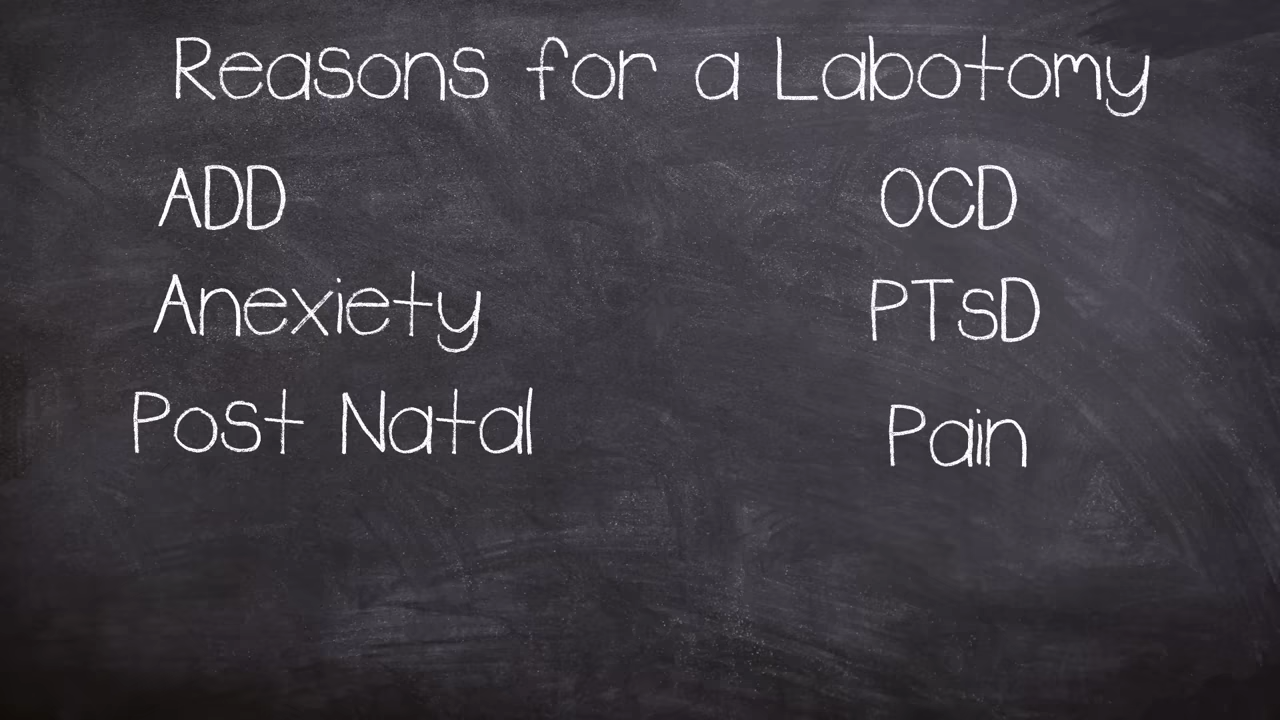 Reasons for a Labotomy
ADD
OCD
Anexiety
PTsD
Post Natal
Pain